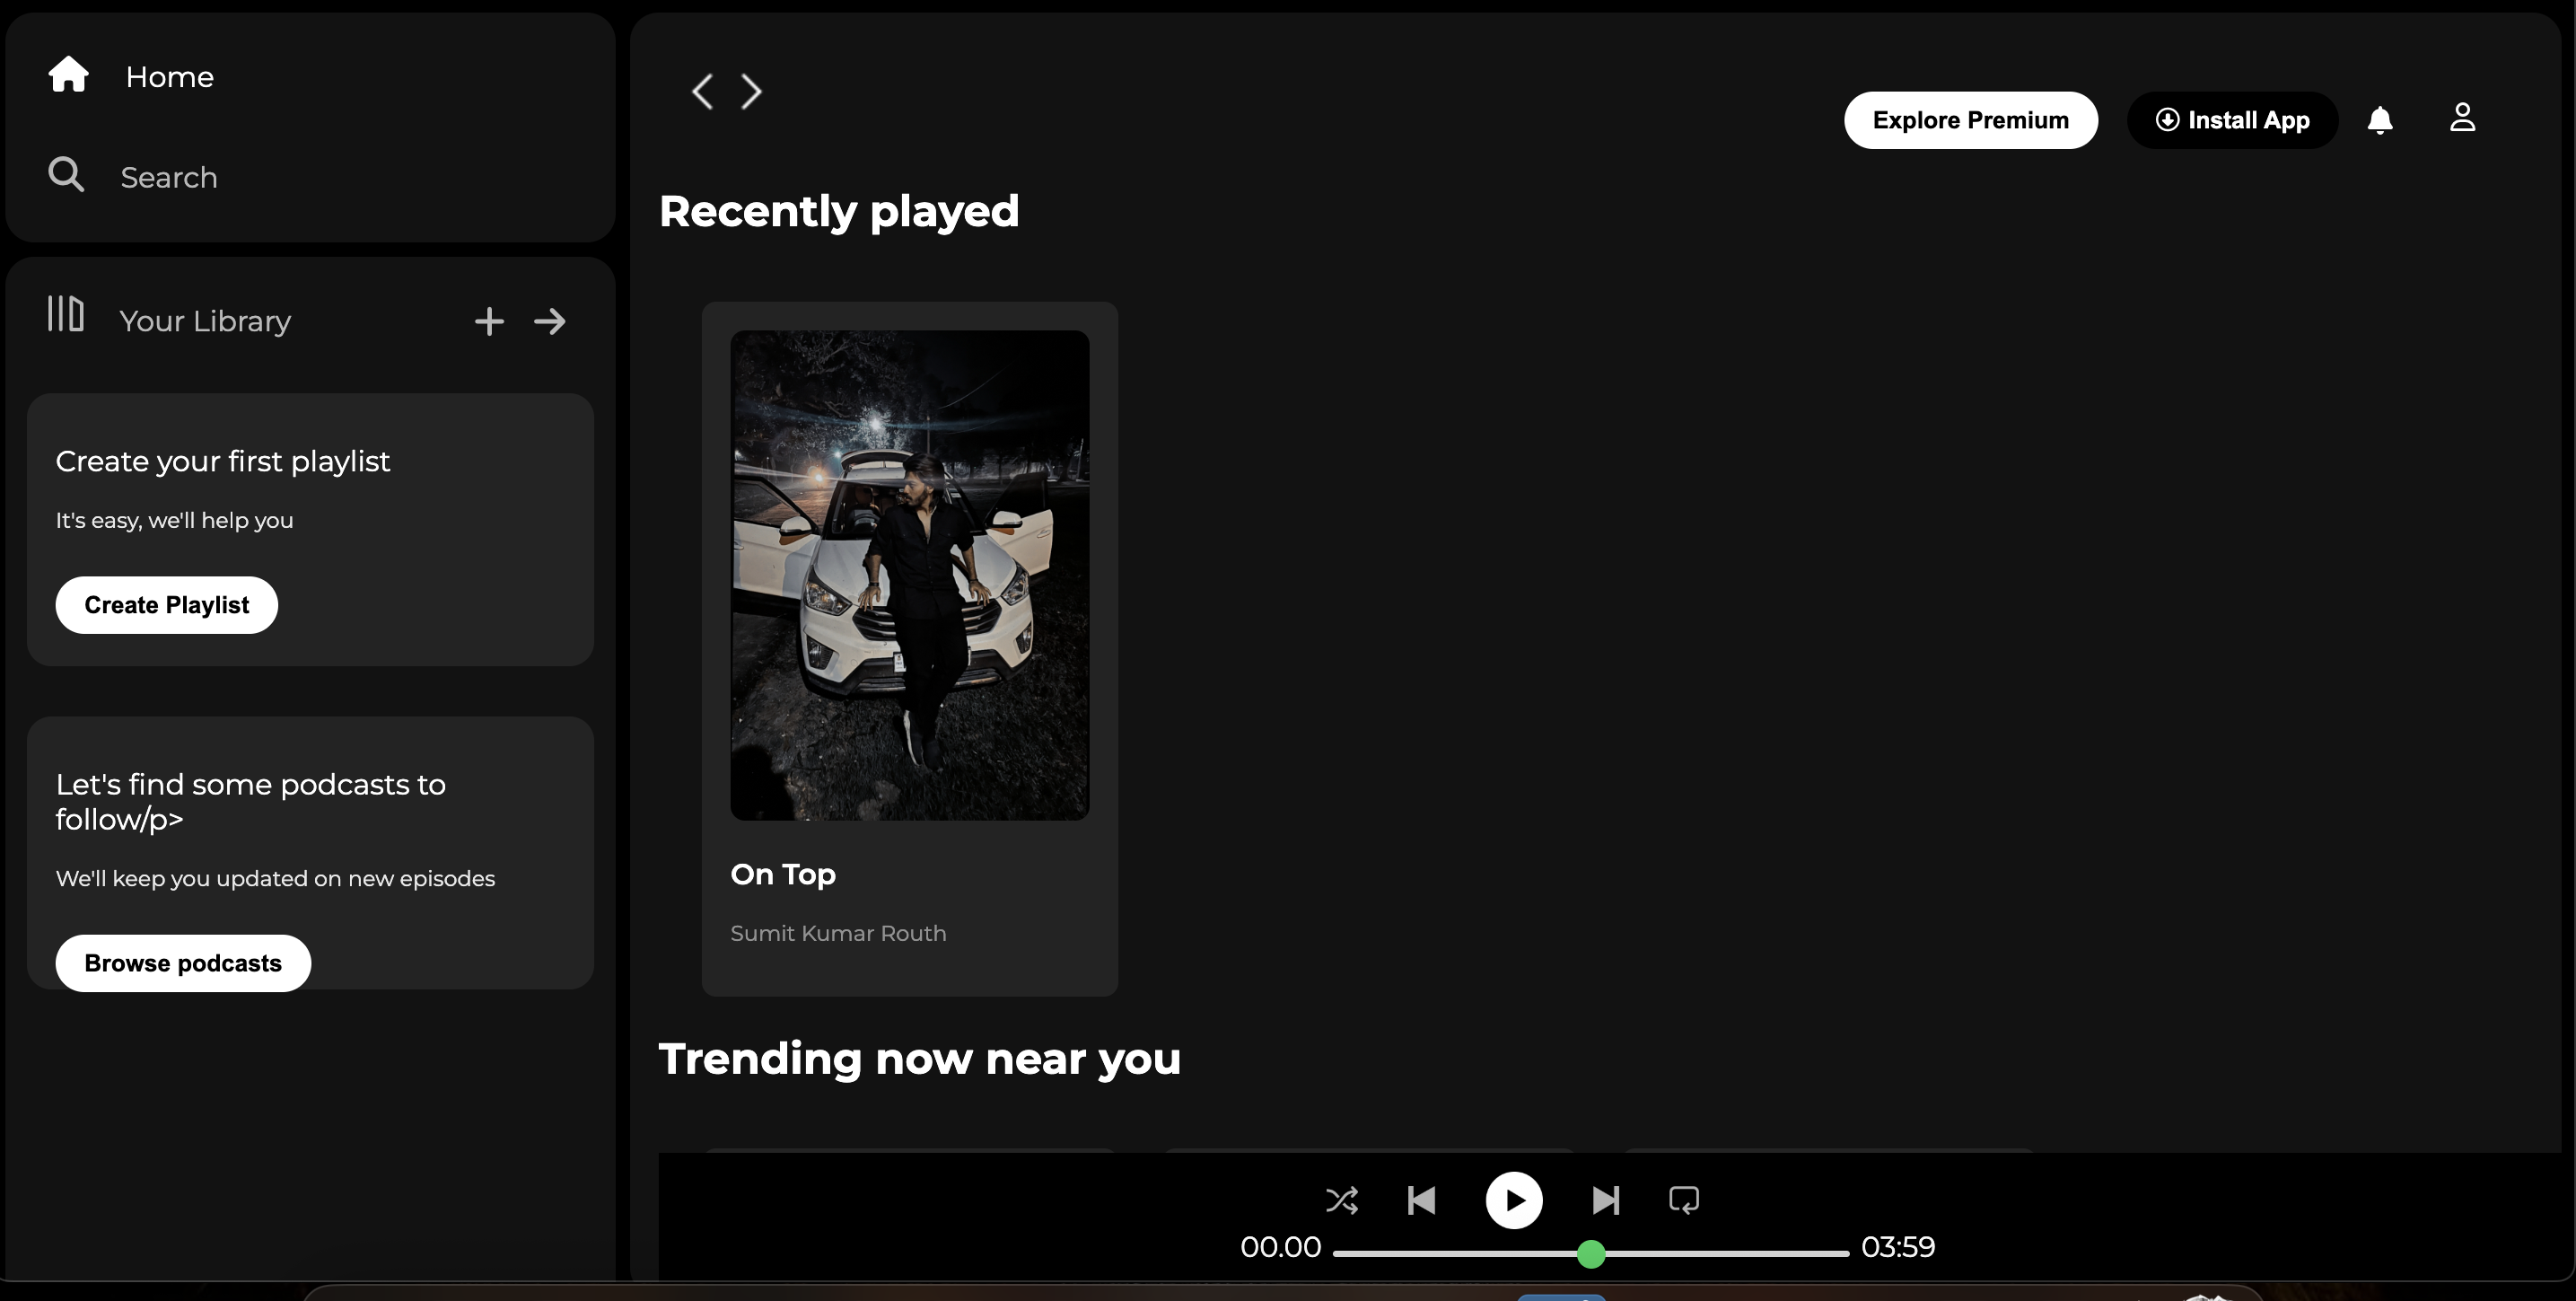 Home
Search
Your Library
Create your first playlist
It's easy, we'll help you
Create Playlist
Let's find some podcasts to
follow/p>
We'll keep you updated on new episodes
Browse podcasts
Explore Premium
Install App
Recently played
On Top
Sumit Kumar Routh
Trending now near you
00.00
03:59